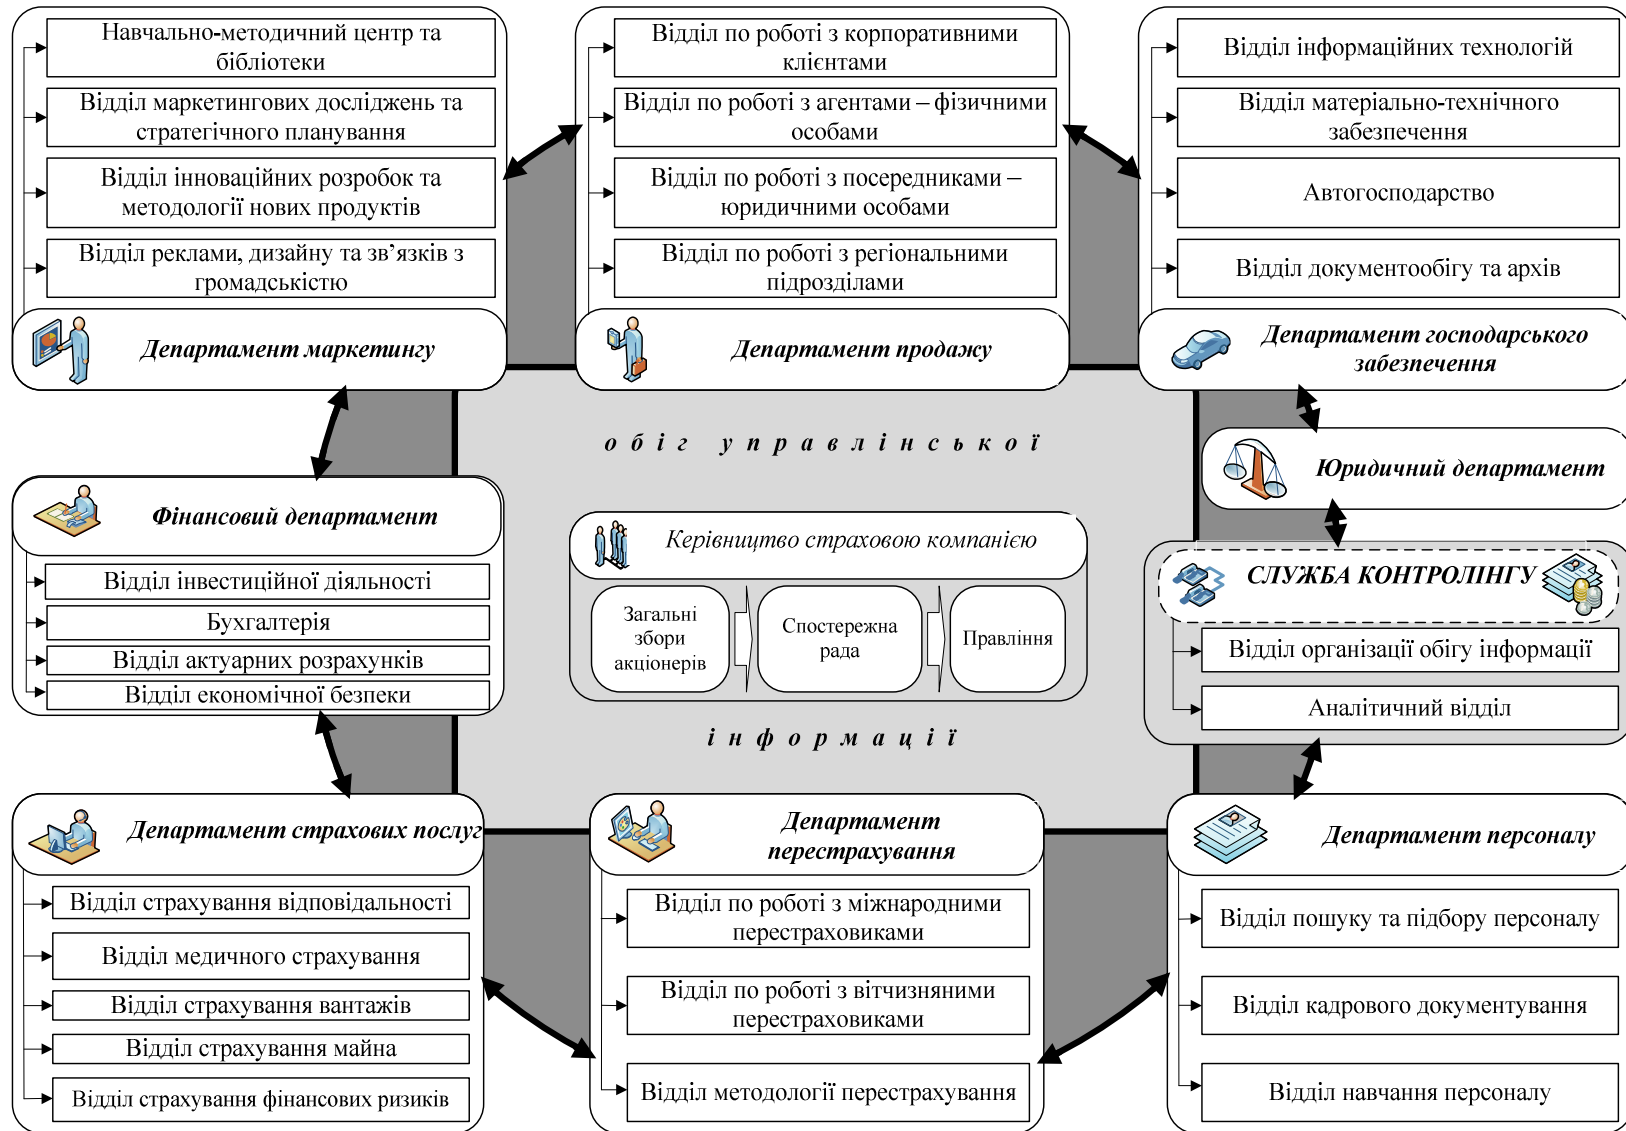 Навчально-методичний центр та
бібліотеки
Відділ маркетингових досліджень та
стратегічного планування
Відділ інноваційних розробок та
методології нових продуктів
Відділ реклами, дизайну та зв’язків з
громадськістю
Департамент маркетингу
Відділ по роботі з корпоративними
клієнтами
Відділ по роботі з агентами – фізичними
особами
Відділ по роботі з посередниками –
юридичними особами
Відділ по роботі з регіональними
підрозділами
Департамент продажу
Відділ інформаційних технологій
Відділ матеріально-технічного
забезпечення
Автогосподарство
Відділ документообігу та архів
Департамент господарського
забезпечення
обіг управлінської
Юридичний департамент
Фінансовий департамент
Відділ інвестиційної діяльності
Бухгалтерія
Відділ актуарних розрахунків
Відділ економічної безпеки
Керівництво страховою компанією
Загальні
збори
акціонерів
Спостережна
рада
Правління
СЛУЖБА КОНТРОЛІНГУ
Відділ організації обігу інформації
Аналітичний відділ
інформації
Департамент страхових послуг
Відділ страхування відповідальності
Відділ медичного страхування
Відділ страхування вантажів
Відділ страхування майна
Відділ страхування фінансових ризиків
Департамент
перестрахування
Відділ по роботі з міжнародними
перестраховиками
Відділ по роботі з вітчизняними
перестраховиками
Відділ методології перестрахування
Департамент персоналу
Відділ пошуку та підбору персоналу
Відділ кадрового документування
Відділ навчання персоналу